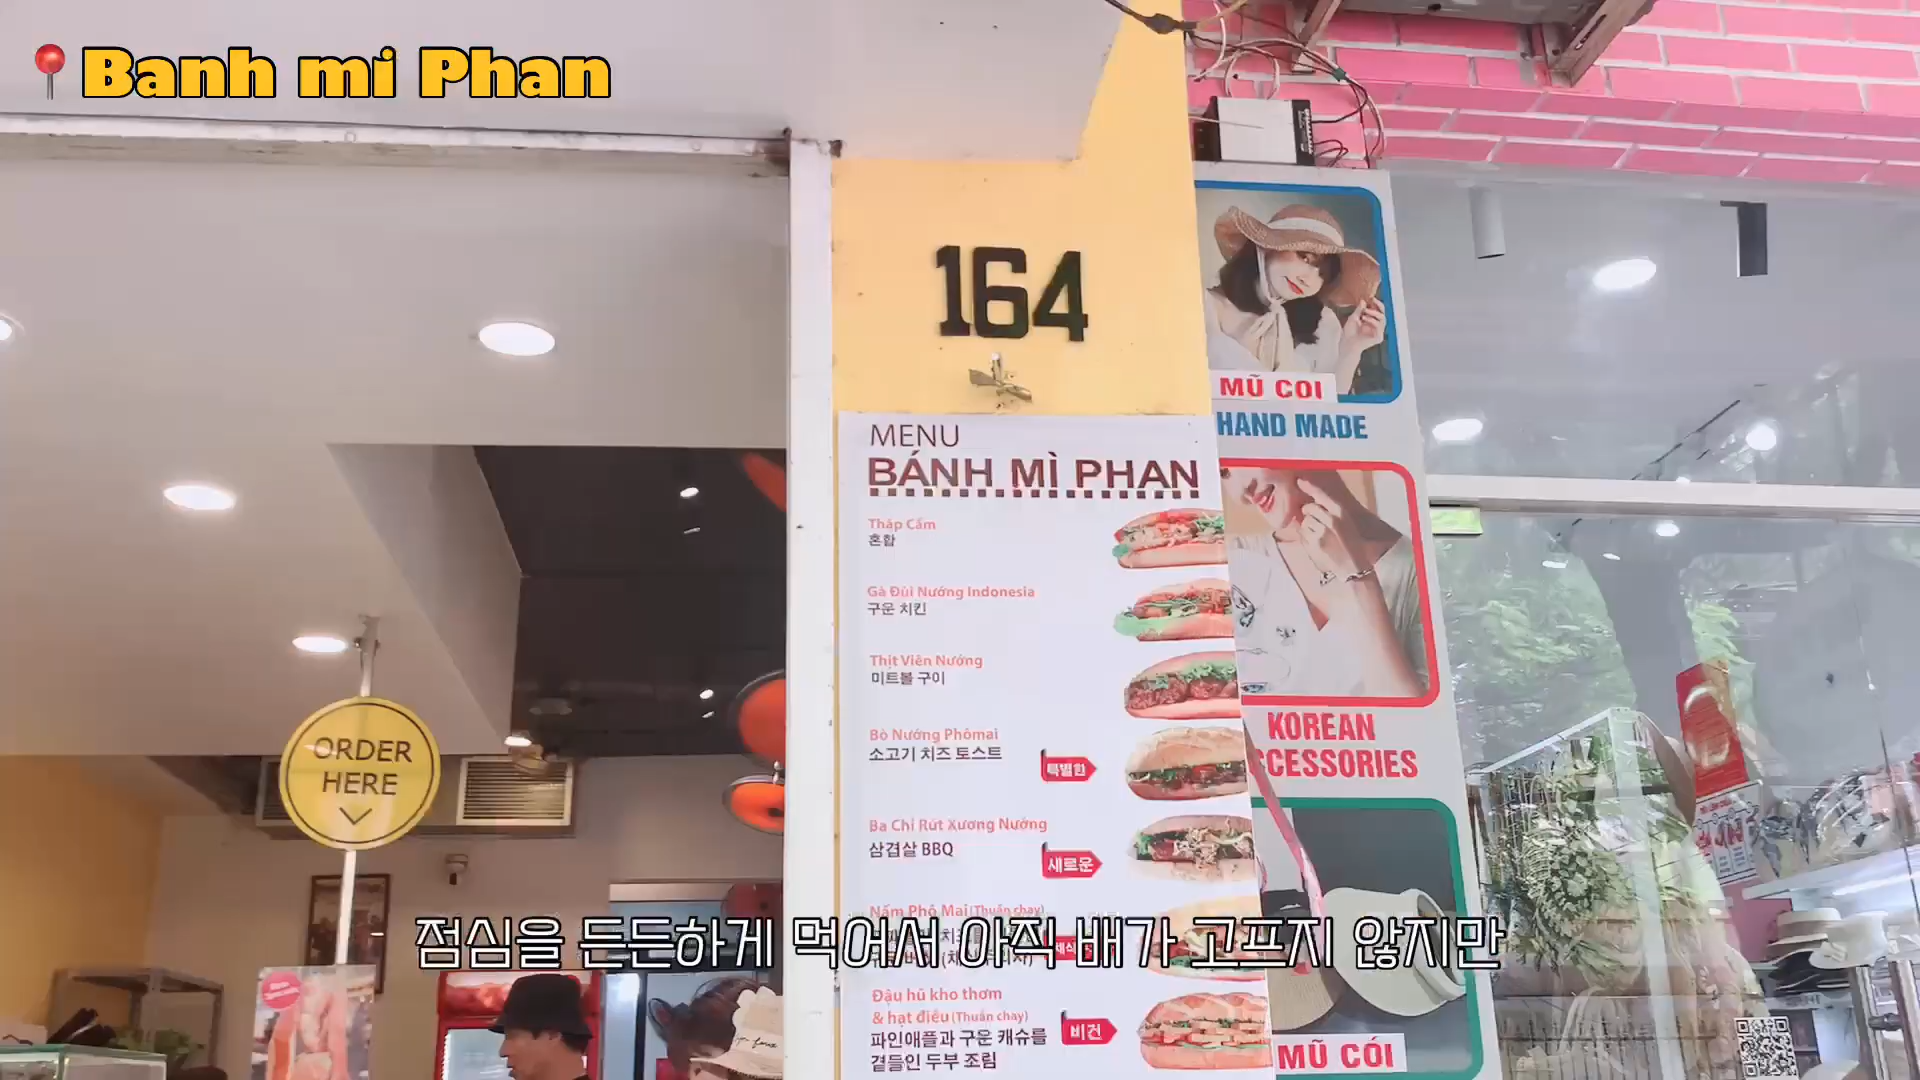 Banh mi Phan
164
MENU
BÁNH MÌ PHAN
Thập Cẩm
혼합
Gà Đùi Nướng Indonesia
구운 치킨
Thịt Viên Nướng
미트볼 구이
Bò Nướng Phômai
소고기 치즈 토스트
특별한
Ba Chỉ Rút Xương Nướng
삼겹살 BBQ
새로운
Nấm Phô Mai (Thuần chay)
Đậu hũ kho thơm
& hạt điều (Thuần chay)
파인애플과 구운 캐슈를
곁들인 두부 조림
비건
ORDER
HERE
MŨ COI
HAND MADE
KOREAN
CCESSORIES
MŨ CÓI
점심을 든든하게 먹어서 아직 배가 고프지 않지만